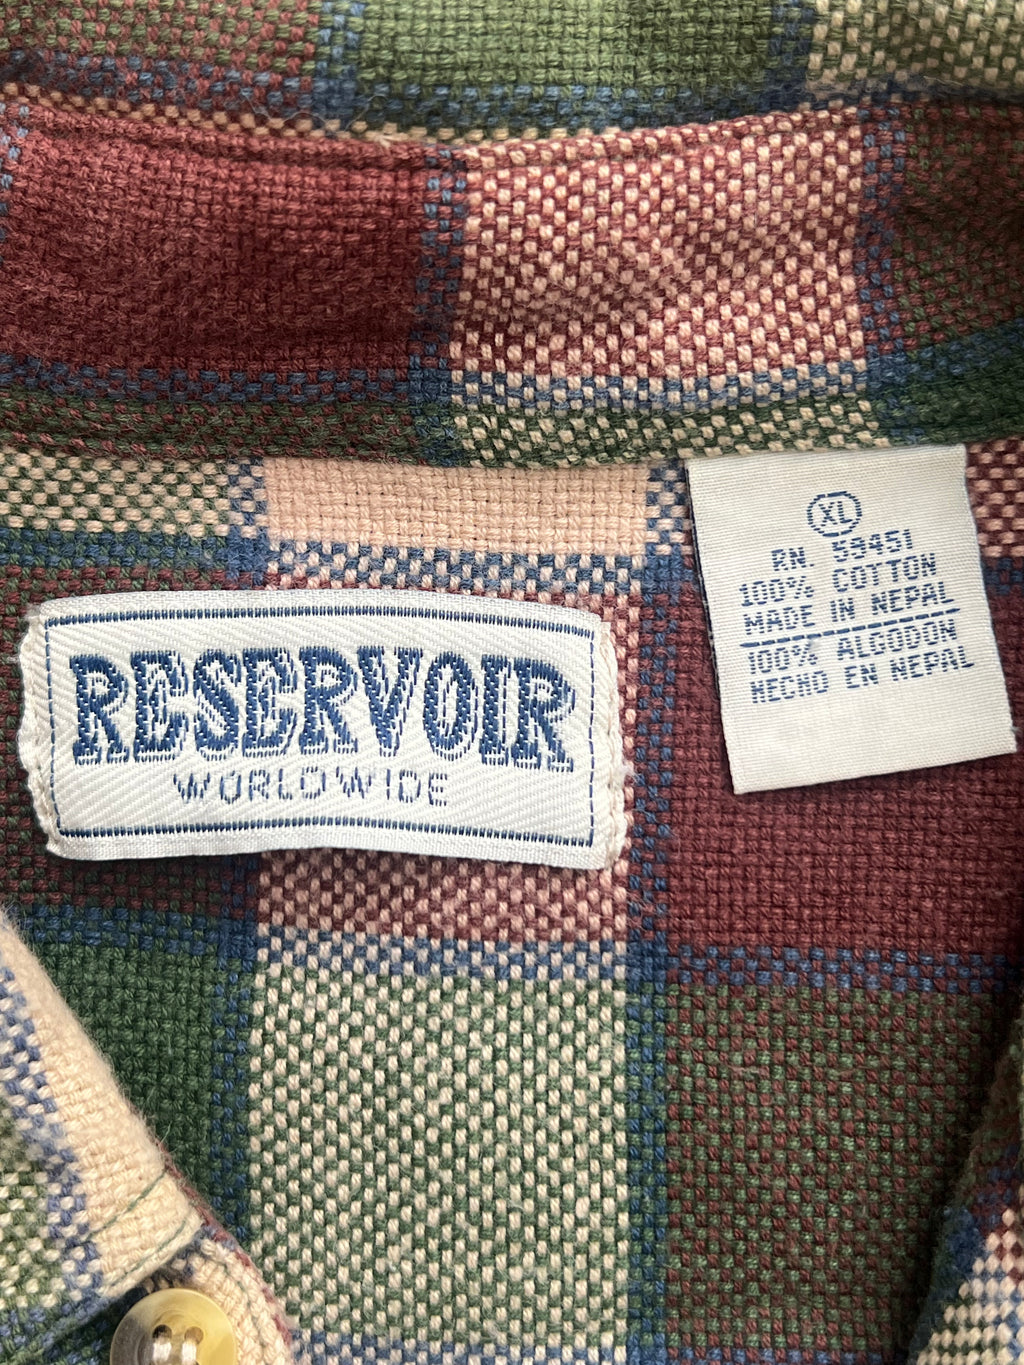 RESERVOIR
WORLDWIDE
XL
RN. 59451
100% COTTON
MADE IN NEPAL
100% ALGODON
HECHO EN NEPAL